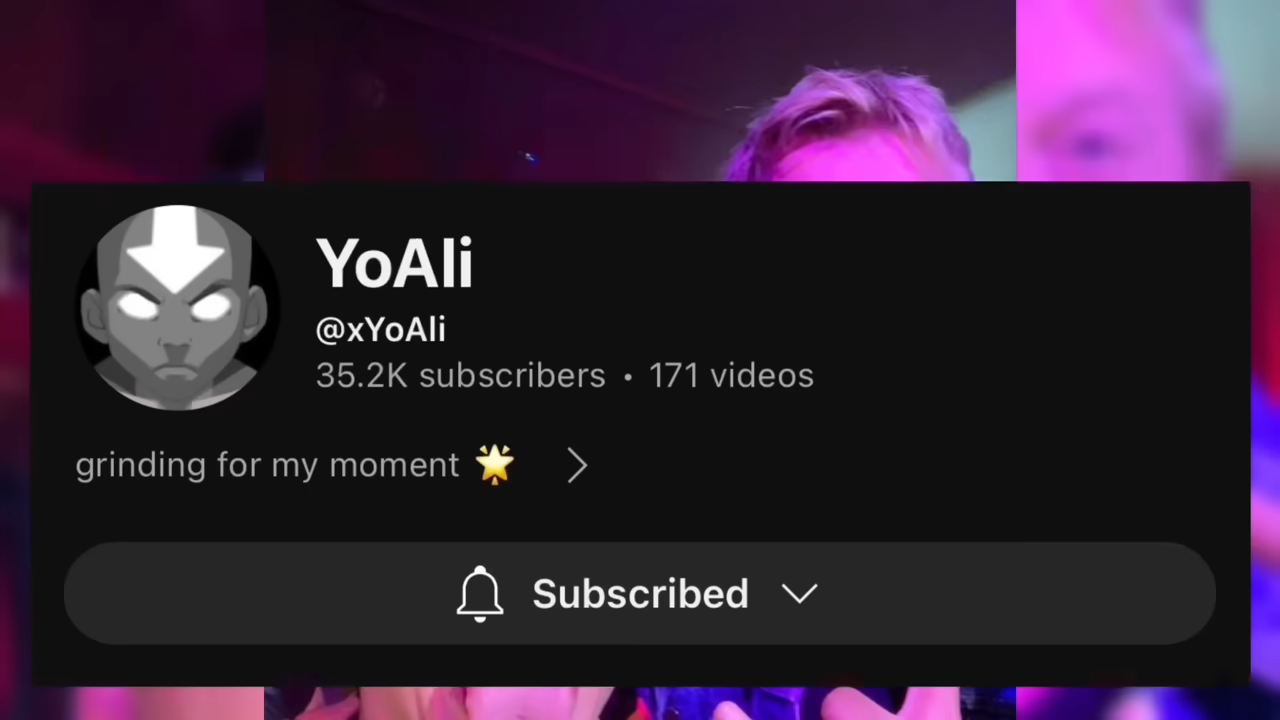 YoAli
@xYoAli
35.2K subscribers • 171 videos
grinding for my moment 🌟
Subscribed